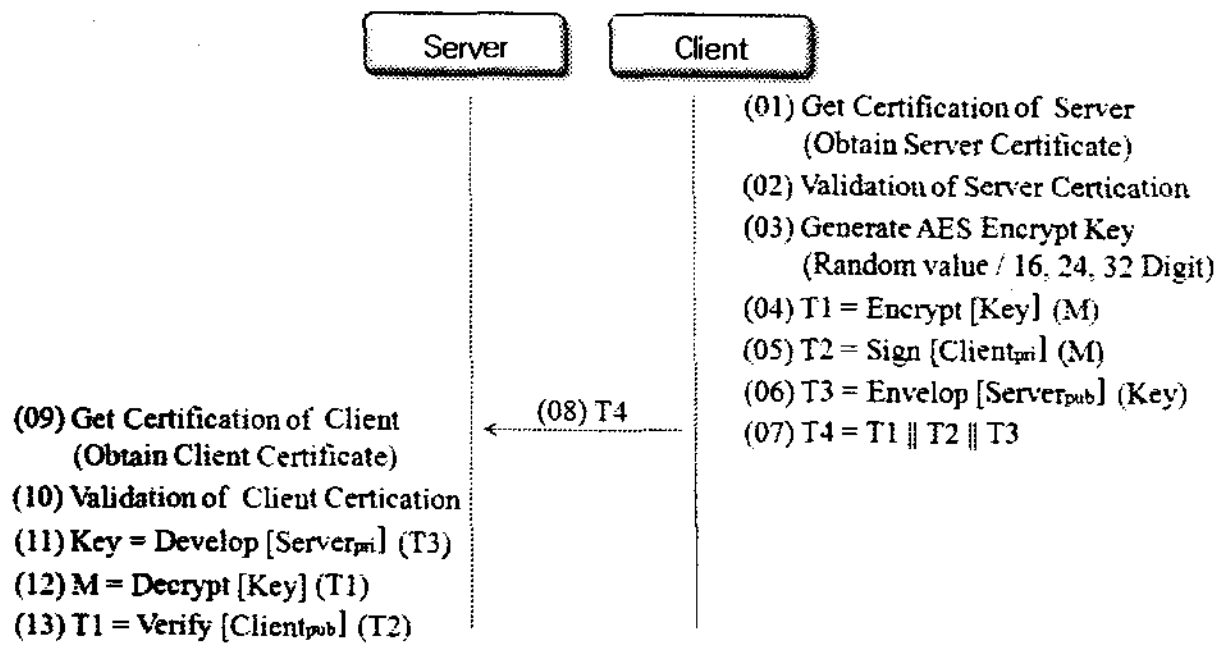 Server
Client
(01) Get Certification of Server
(Obtain Server Certificate)
(02) Validation of Server Certication
(03) Generate AES Encrypt Key
(Random value / 16, 24, 32 Digit)
(04) T1 = Encrypt [Key] (M)
(05) T2 = Sign [Clientpri] (M)
(06) T3 = Envelop [Serverpub] (Key)
(07) T4 = T1 || T2 || T3
(08) T4
(09) Get Certification of Client
(Obtain Client Certificate)
(10) Validation of Client Certication
(11) Key = Develop [Serverpri] (T3)
(12) M = Decrypt [Key] (T1)
(13) T1 = Verify [Clientpub] (T2)